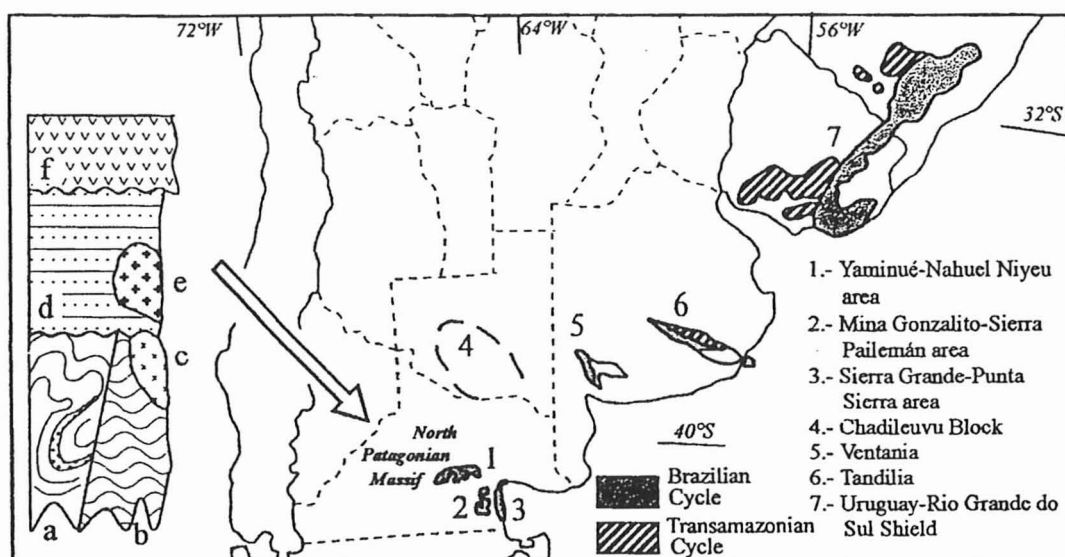 72°W
64°W
56°W
32°S
f
7
e
d
c
a
b
4
5
6
40°S
North
Patagonian
Massif
1
2
3
Brazilian
Cycle
Transamazonian
Cycle
1.- Yaminué-Nahuel Niyeu
area
2.- Mina Gonzalito-Sierra
Pailemán area
3.- Sierra Grande-Punta
Sierra area
4.- Chadileuvu Block
5.- Ventania
6.- Tandilia
7.- Uruguay-Rio Grande do
Sul Shield